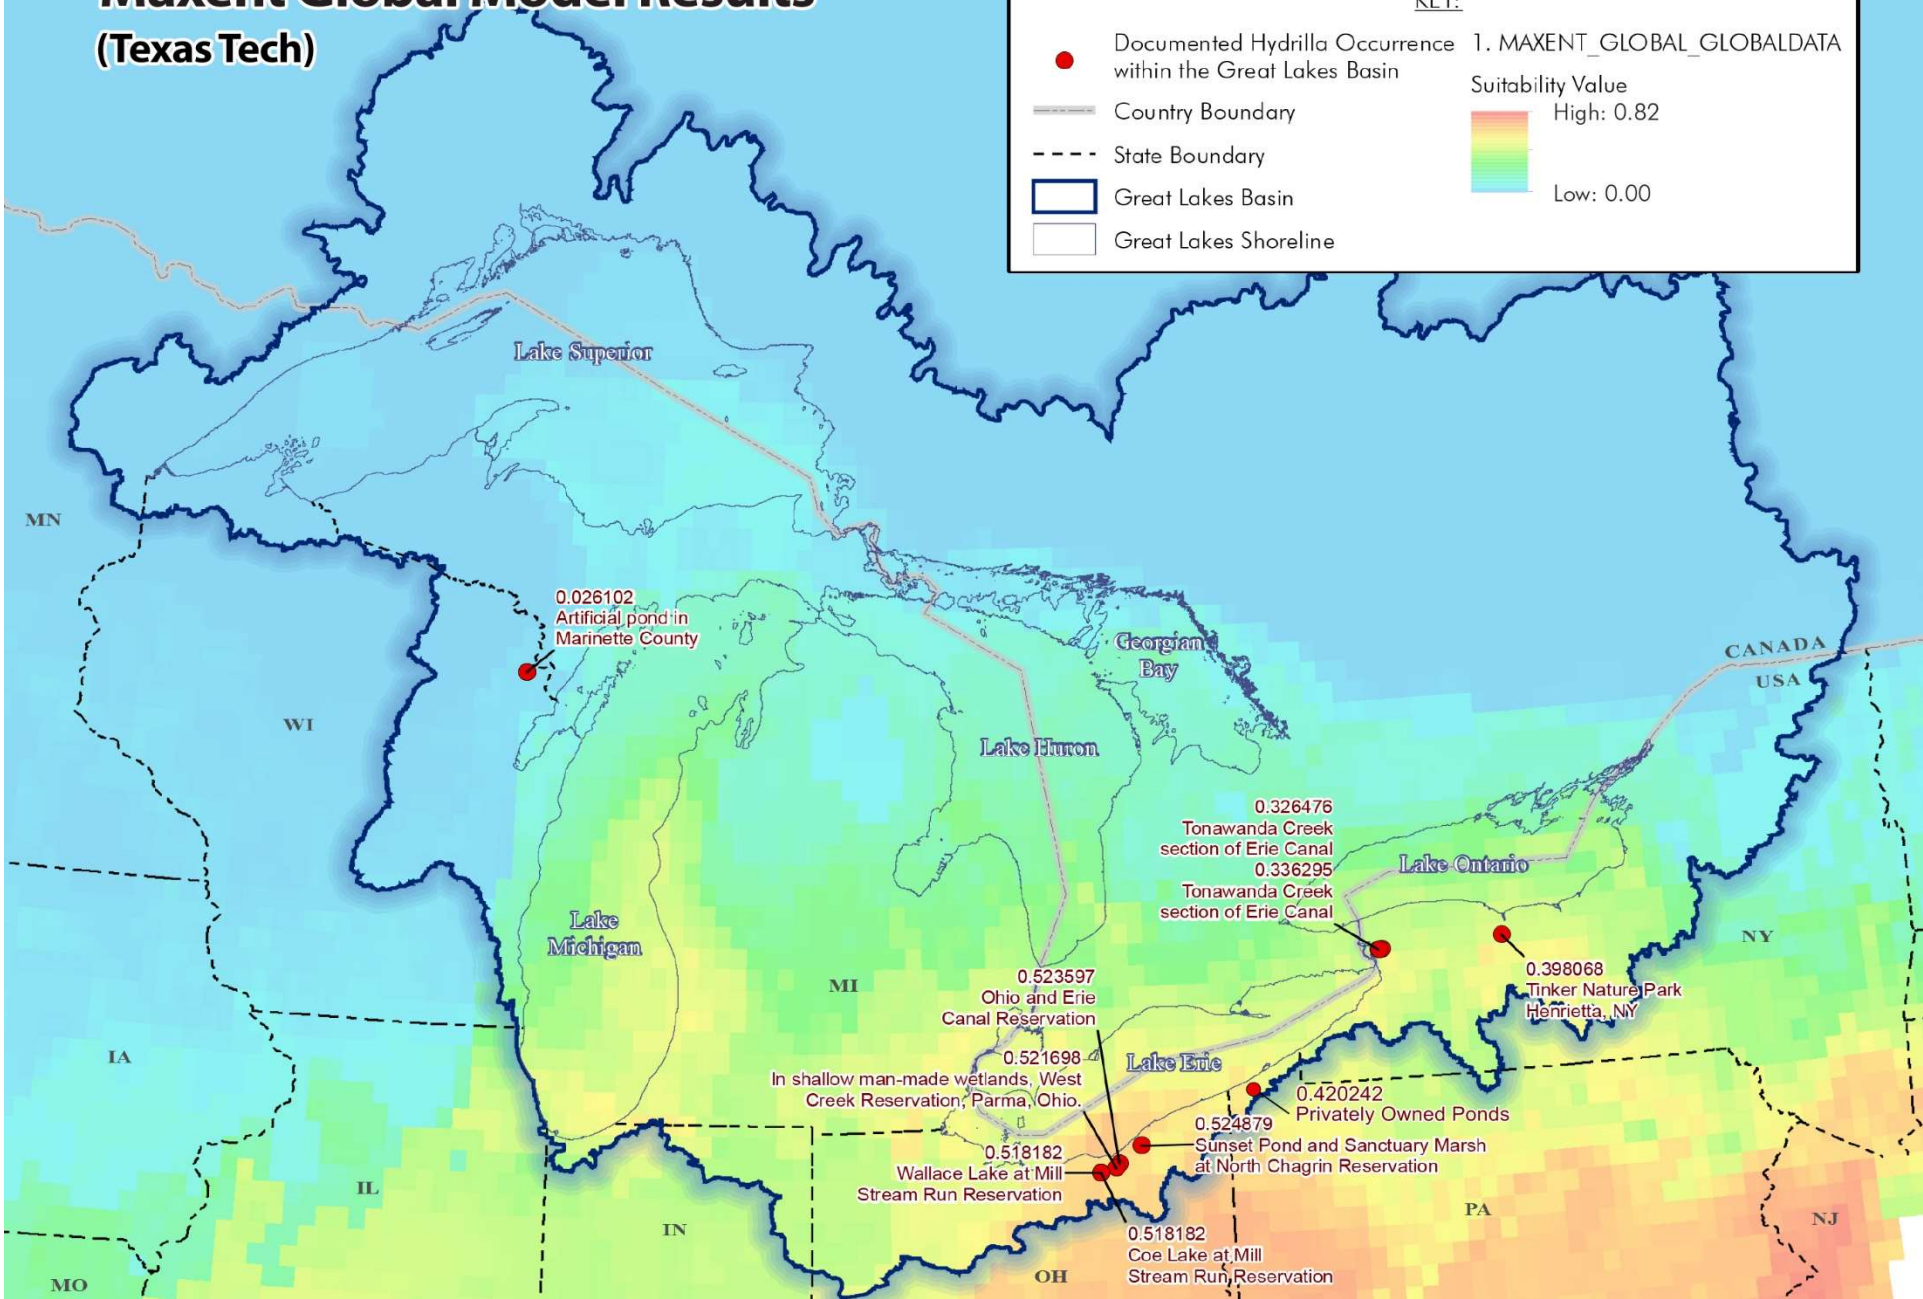 Maxent Global Model Results
(Texas Tech)
KEY:
Documented Hydrilla Occurrence
within the Great Lakes Basin
Country Boundary
State Boundary
Great Lakes Basin
Great Lakes Shoreline
1. MAXENT_GLOBAL_GLOBALDATA
Suitability Value
High: 0.82
Low: 0.00
Lake Superior
MN
0.026102
Artificial pond in
Marinette County
Georgian
Bay
CANADA
USA
WI
Lake Huron
0.326476
Tonawanda Creek
section of Erie Canal
0.336295
Tonawanda Creek
section of Erie Canal
Lake Ontario
Lake
Michigan
NY
MI
0.398068
Tinker Nature Park
Henrietta, NY
0.523597
Ohio and Erie
Canal Reservation
IA
Lake Erie
0.521698
In shallow man-made wetlands, West
Creek Reservation, Parma, Ohio.
0.420242
Privately Owned Ponds
0.524879
Sunset Pond and Sanctuary Marsh
at North Chagrin Reservation
0.518182
Wallace Lake at Mill
Stream Run Reservation
IL
IN
PA
NJ
0.518182
Coe Lake at Mill
Stream Run Reservation
OH
MO